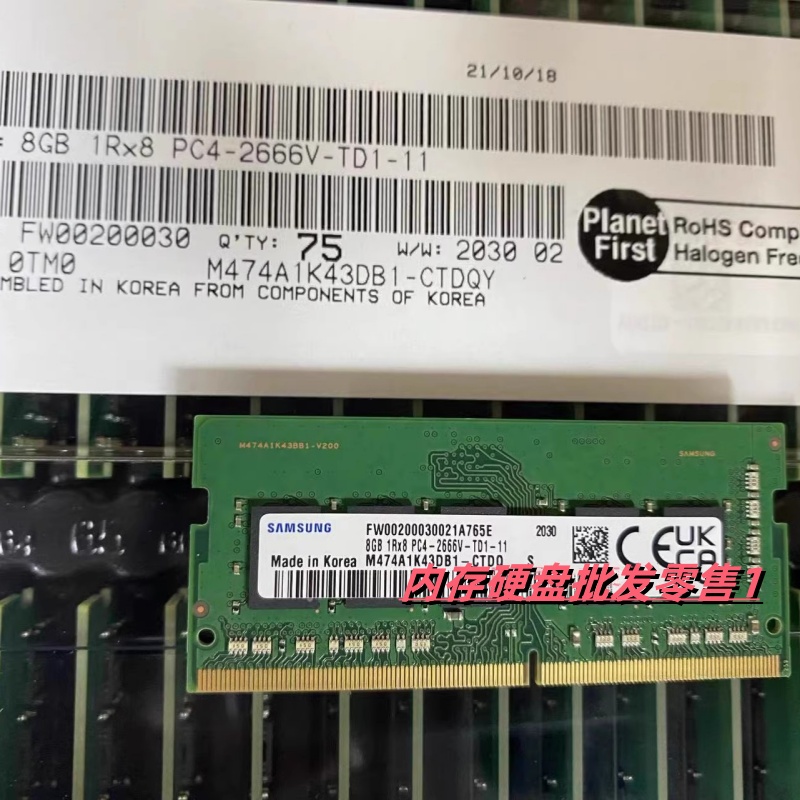 21/10/18
: 8GB 1Rx8 PC4-2666V-TD1-11
FW00200030 Q'TY: 75 W/W: 2030 02
0TM0 M474A1K43DB1-CTDQY
MBLED IN KOREA FROM COMPONENTS OF KOREA
Planet First
RoHS Comp
Halogen Fre
M474A1K43BB1-V200
SAMSUNG
SAMSUNG
FW00200030021A765E 2030
8GB 1Rx8 PC4-2666V-TD1-11
Made in Korea M474A1K43DB1-CTDQ S
CE UK CA
内存硬盘批发零售1